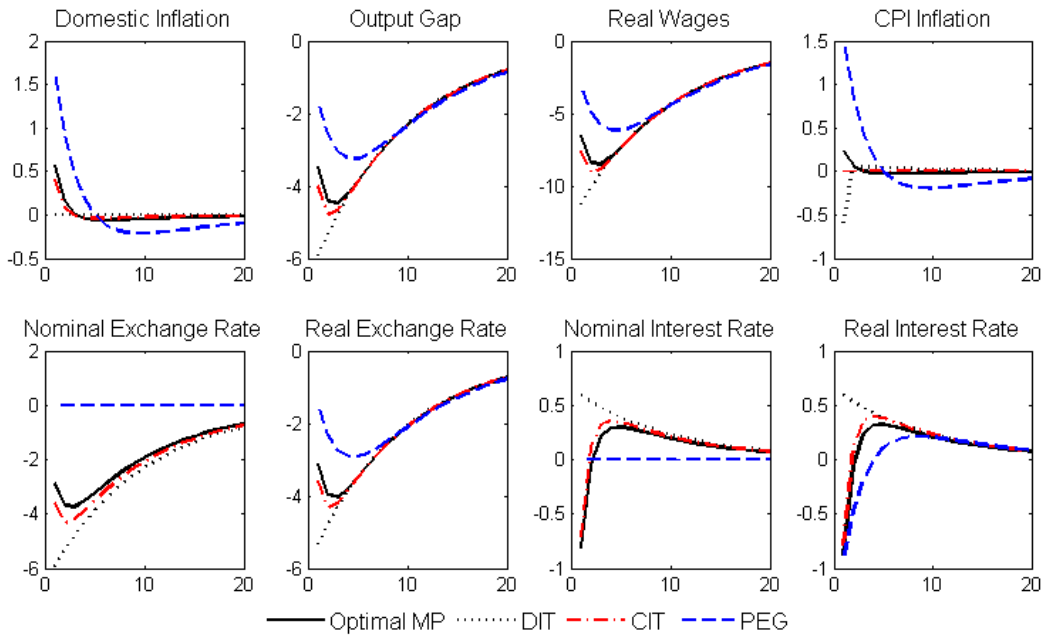 Domestic Inflation
2
1.5
1
0.5
0
-0.5
0 10 20
Output Gap
0
-2
-4
-6
0 10 20
Real Wages
0
-5
-10
-15
0 10 20
CPI Inflation
1.5
1
0.5
0
-0.5
-1
0 10 20
Nominal Exchange Rate
2
0
-2
-4
-6
0 10 20
Real Exchange Rate
0
-2
-4
-6
0 10 20
Nominal Interest Rate
1
0.5
0
-0.5
-1
0 10 20
Real Interest Rate
1
0.5
0
-0.5
-1
0 10 20
Optimal MP DIT CIT PEG